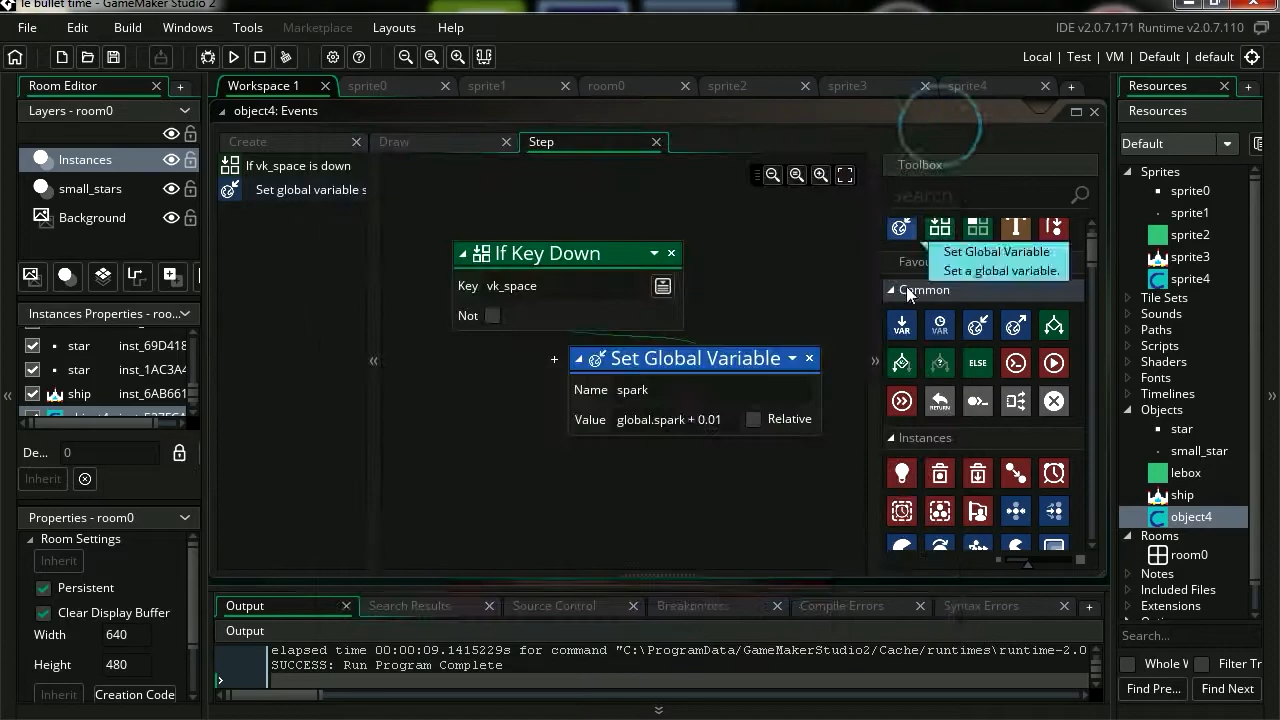 le bullet time - GameMaker Studio 2
File Edit Build Windows Tools Marketplace Layouts Help
IDE v2.0.7.171 Runtime v2.0.7.110
Local | Test | VM | Default | default
Room Editor
Workspace 1 sprite0 sprite1 room0 sprite2 sprite3 sprite4
Resources
Layers - room0
object4: Events
Resources
Create Draw Step
Default
Instances
small_stars
Background
If vk_space is down
Set global variable s
Toolbox
Search
Set Global Variable
Set a global variable.
Common
If Key Down
Key vk_space
Not
Set Global Variable
Name spark
Value global.spark + 0.01 Relative
VAR VAR
ELSE
RETURN
Instances
Sprites
sprite0
sprite1
sprite2
sprite3
sprite4
Tile Sets
Sounds
Paths
Scripts
Shaders
Fonts
Timelines
Objects
star
small_star
lebox
ship
object4
Rooms
room0
Notes
Included Files
Extensions
Search...
Whole W Filter Tr
Find Pre... Find Next
Instances Properties - roo...
star inst_69D418
star inst_1AC3A4
ship inst_6AB661
De... 0
Inherit
Properties - room0
Room Settings
Inherit
Persistent
Clear Display Buffer
Width 640
Height 480
Inherit Creation Code
Output Search Results Source Control Breakpoints... Compile Errors Syntax Errors
Output
elapsed time 00:00:09.1415229s for command "C:\ProgramData/GameMakerStudio2/Cache/runtimes\runtime-2.0
SUCCESS: Run Program Complete